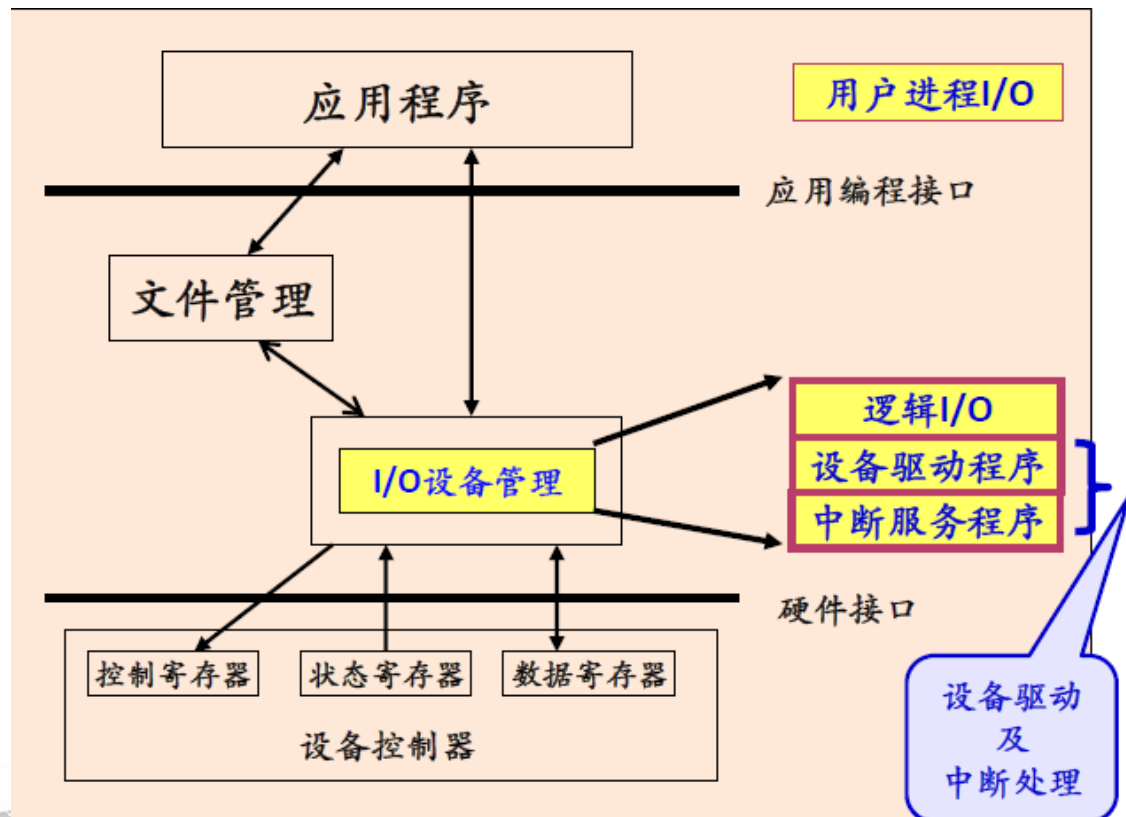 应用程序
用户进程I/O
应用编程接口
文件管理
逻辑I/O
设备驱动程序
I/O设备管理
中断服务程序
硬件接口
控制寄存器
状态寄存器
数据寄存器
设备控制器
设备驱动
及
中断处理